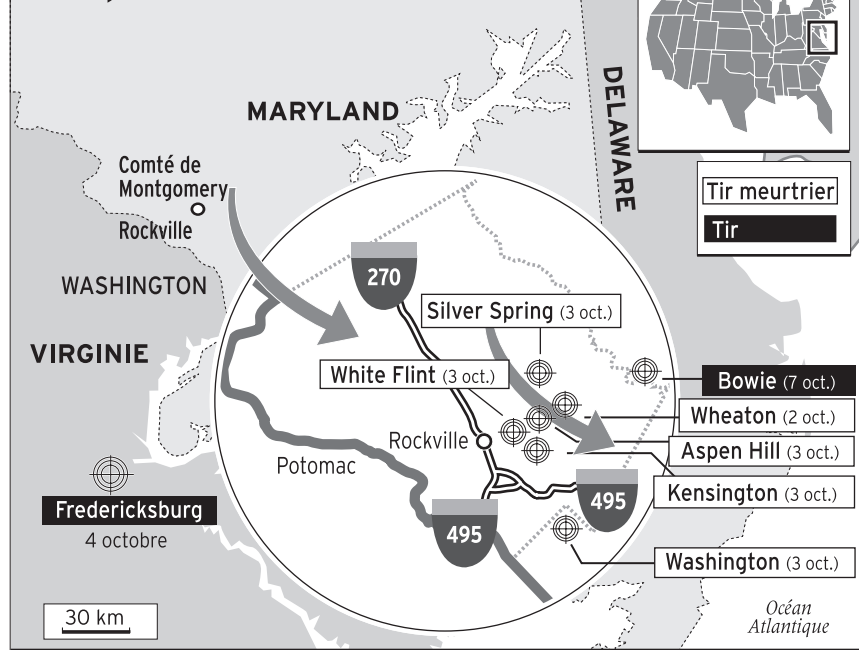 MARYLAND
DELAWARE
Comté de
Montgomery
Rockville
WASHINGTON
VIRGINIE
Tir meurtrier
Tir
270
Silver Spring (3 oct.)
White Flint (3 oct.)
Bowie (7 oct.)
Wheaton (2 oct.)
Aspen Hill (3 oct.)
Kensington (3 oct.)
Rockville
Potomac
495
495
Fredericksburg
4 octobre
Washington (3 oct.)
30 km
Océan
Atlantique